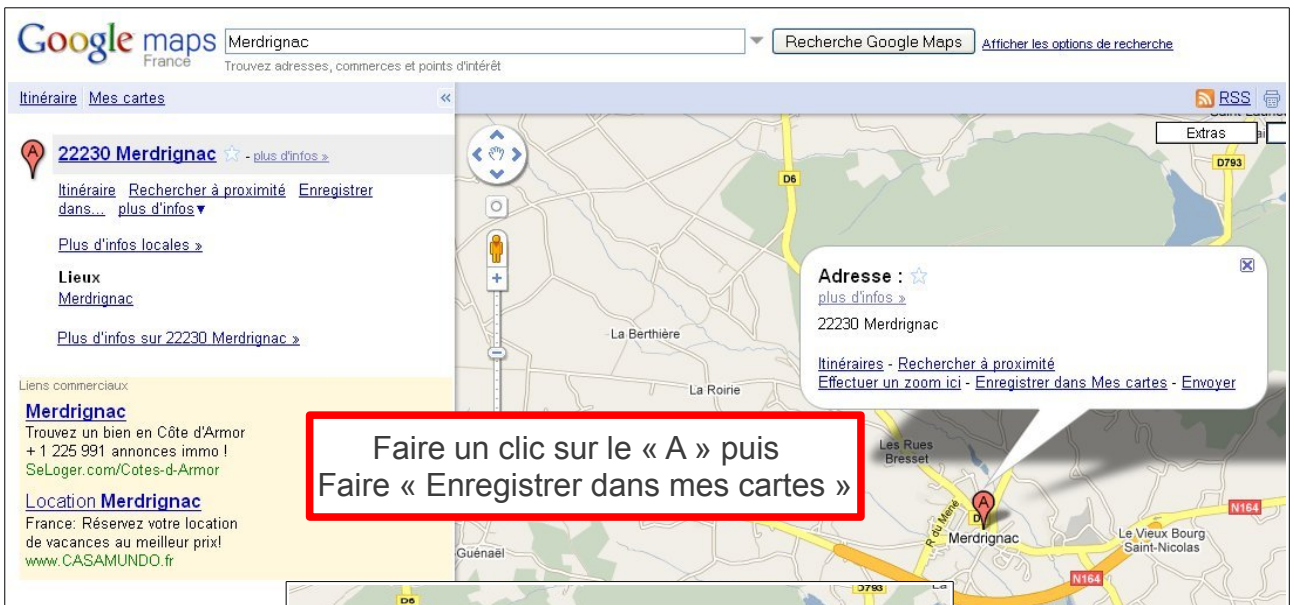 Google maps
France
Merdrignac
Recherche Google Maps
Afficher les options de recherche
Trouvez adresses, commerces et points d'intérêt
Itinéraire Mes cartes
«
RSS
A
22230 Merdrignac - plus d'infos »
Itinéraire Rechercher à proximité Enregistrer
dans... plus d'infos▼
Plus d'infos locales »
Lieux
Merdrignac
Plus d'infos sur 22230 Merdrignac »
Liens commerciaux
Merdrignac
Trouvez un bien en Côte d'Armor
+ 1 225 991 annonces immo !
SeLoger.com/Cotes-d-Armor
Location Merdrignac
France: Réservez votre location
de vacances au meilleur prix!
www.CASAMUNDO.fr
Extras
D793
D6
Adresse :
plus d'infos »
22230 Merdrignac
Itinéraires - Rechercher à proximité
Effectuer un zoom ici - Enregistrer dans Mes cartes - Envoyer
La Berthière
La Roirie
Faire un clic sur le « A » puis
Faire « Enregistrer dans mes cartes »
Les Rues
Bresset
A
N164
R du Mené
Merdrignac
Le Vieux Bourg
Saint-Nicolas
Guénaël
N164
D6
D793
La